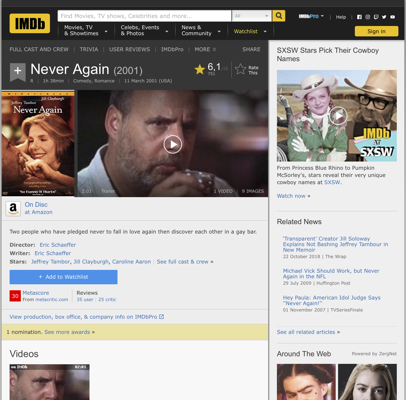 IMDb
Find Movies, TV shows, Celebrities and more...
All
IMDbPro
Help
Movies, TV & Showtimes
Celebs, Events & Photos
News & Community
Watchlist
Sign in
FULL CAST AND CREW
TRIVIA
USER REVIEWS
IMDbPro
MORE
SHARE
Never Again (2001)
6,1
Rate This
R | 1h 38min | Comedy, Romance | 11 March 2001 (USA)
Jeffrey Tambor Jill Clayburgh
Never Again
2:01 Trailer
1 VIDEO
9 IMAGES
On Disc
at Amazon
Two people who have pledged never to fall in love again then discover each other in a gay bar.
Director: Eric Schaeffer
Writer: Eric Schaeffer
Stars: Jeffrey Tambor, Jill Clayburgh, Caroline Aaron | See full cast & crew »
+ Add to Watchlist
30
Metascore
From metacritic.com
Reviews
35 user | 25 critic
View production, box office, & company info on IMDbPro
1 nomination. See more awards »
Videos
IMDb
02:01
SXSW Stars Pick Their Cowboy Names
IMDb
AT
SXSW
From Princess Blue Rhino to Pumpkin McSorley's, stars reveal their very unique cowboy names at SXSW.
Watch now »
Related News
'Transparent' Creator Jill Soloway Explains Not Bashing Jeffrey Tambour in New Memoir
22 October 2018 | The Wrap
Michael Vick Should, but Never Again in the NFL
29 July 2009 | Huffington Post
Hey Paula: American Idol Judge Says "Never Again!"
01 November 2007 | TVSeriesFinale
See all related articles »
Around The Web
Powered by ZergNet